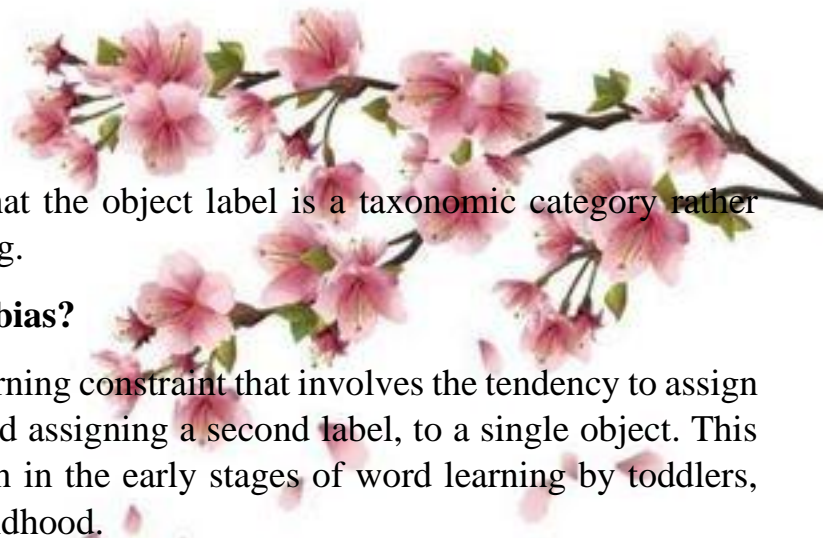 hat the object label is a taxonomic category rather
g.
bias?
rning constraint that involves the tendency to assign
d assigning a second label, to a single object. This
n in the early stages of word learning by toddlers,
dhood.